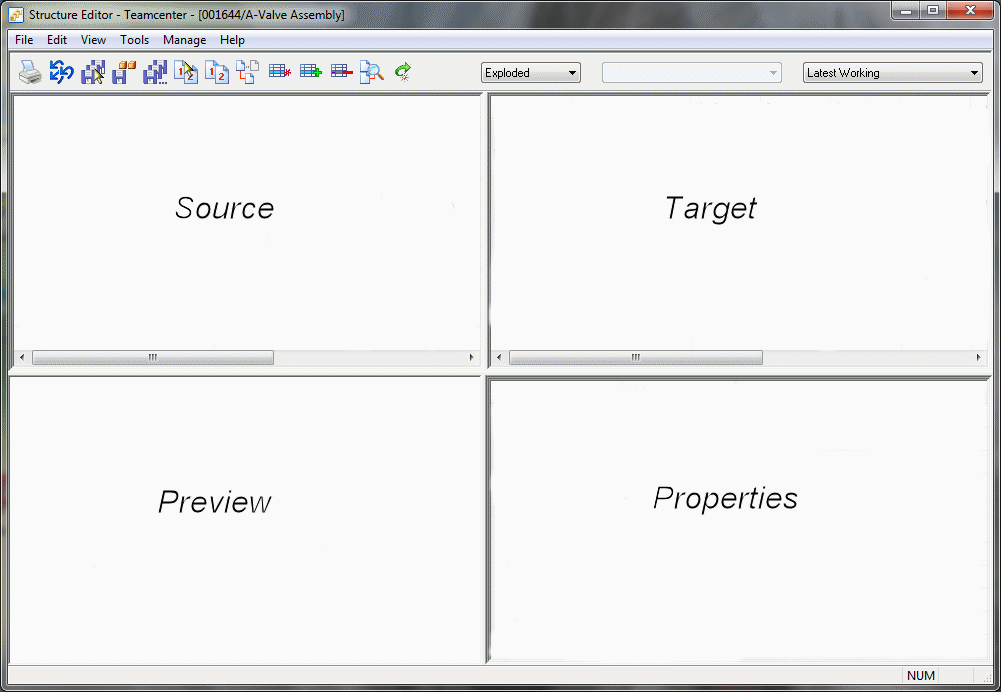 Structure Editor - Teamcenter - [001644/A-Valve Assembly]
File Edit View Tools Manage Help
Exploded Latest Working
Source
Target
Preview
Properties
NUM